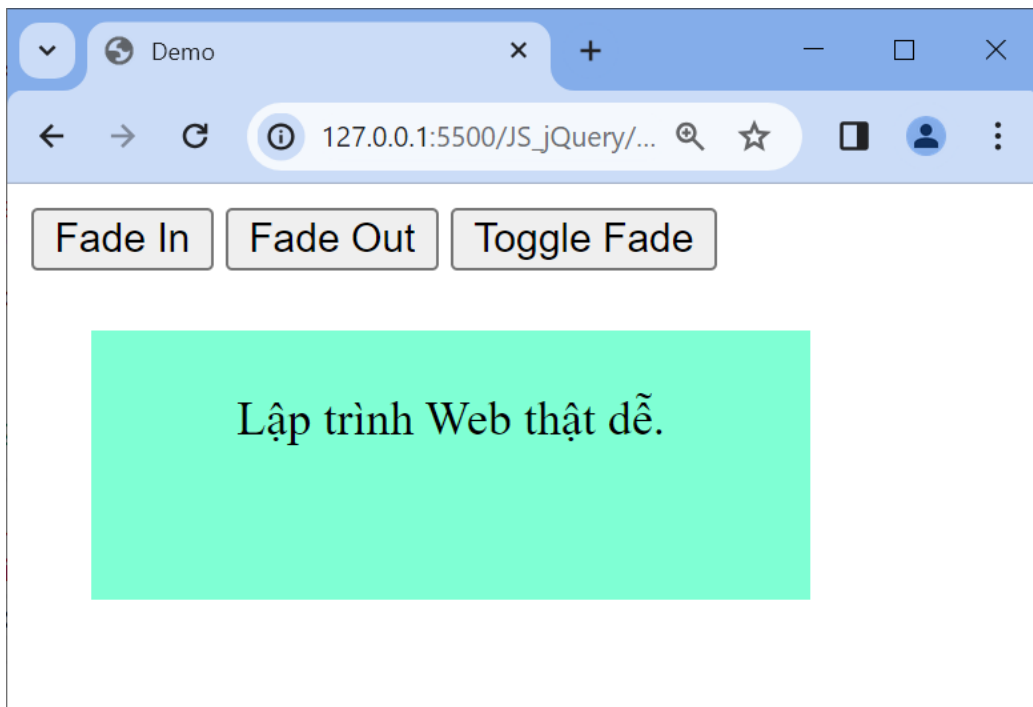 Demo
127.0.0.1:5500/JS_jQuery/...
Fade In Fade Out Toggle Fade
Lập trình Web thật dễ.